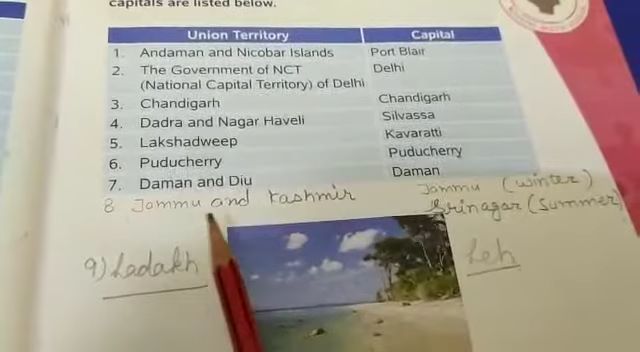 capitals are listed below.
Union Territory Capital
1. Andaman and Nicobar Islands Port Blair
2. The Government of NCT Delhi
(National Capital Territory) of Delhi
3. Chandigarh Chandigarh
4. Dadra and Nagar Haveli Silvassa
5. Lakshadweep Kavaratti
6. Puducherry Puducherry
7. Daman and Diu Daman
8 Jammu and Kashmir Jammu (winter)
Srinagar (Summer)
9) Ladakh Leh